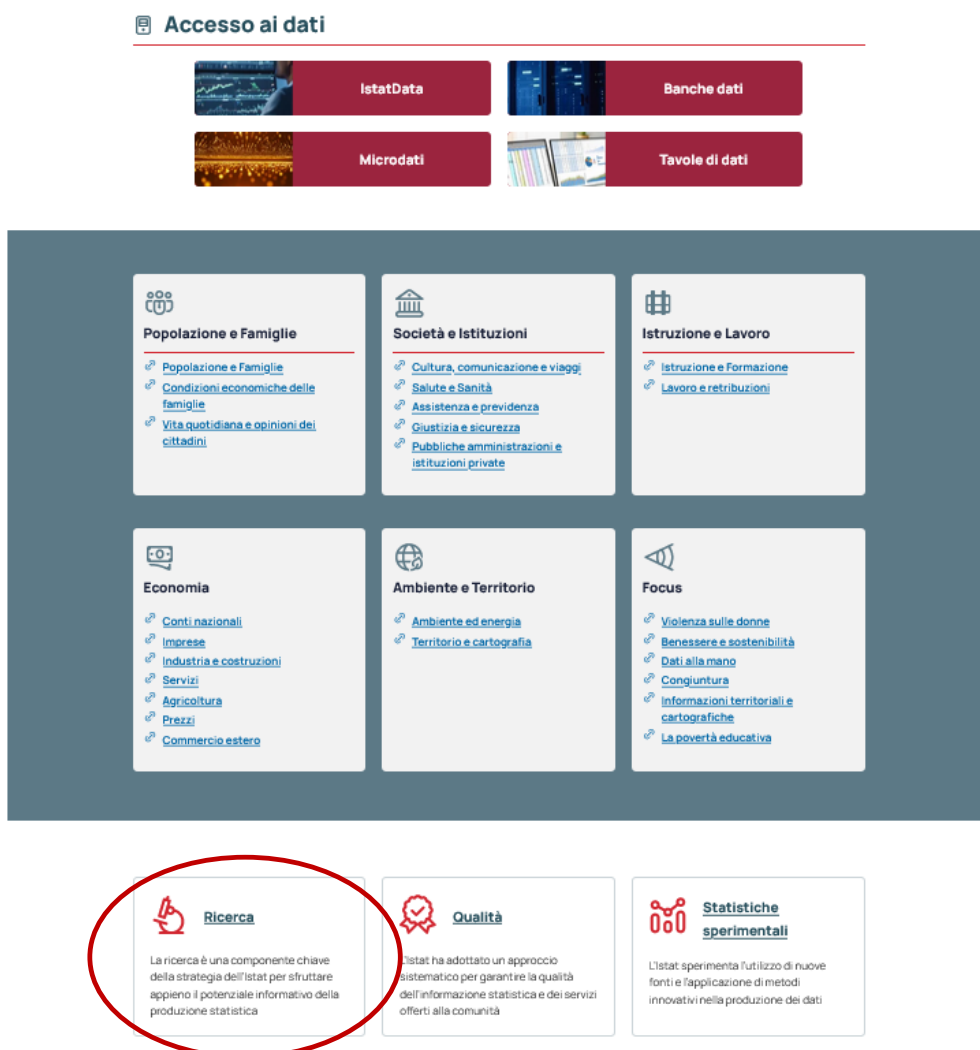 Accesso ai dati
IstatData
Banche dati
Microdati
Tavole di dati
Popolazione e Famiglie
Popolazione e Famiglie
Condizioni economiche delle
famiglie
Vita quotidiana e opinioni dei
cittadini
Società e Istituzioni
Cultura, comunicazione e viaggi
Salute e Sanità
Assistenza e previdenza
Giustizia e sicurezza
Pubbliche amministrazioni e
istituzioni private
Istruzione e Lavoro
Istruzione e Formazione
Lavoro e retribuzioni
Economia
Conti nazionali
Imprese
Industria e costruzioni
Servizi
Agricoltura
Prezzi
Commercio estero
Ambiente e Territorio
Ambiente ed energia
Territorio e cartografia
Focus
Violenza sulle donne
Benessere e sostenibilità
Dati alla mano
Congiuntura
Informazioni territoriali e
cartografiche
La povertà educativa
Ricerca
La ricerca è una componente chiave
della strategia dell'Istat per sfruttare
appieno il potenziale informativo della
produzione statistica
Qualità
L'Istat ha adottato un approccio
sistematico per garantire la qualità
dell'informazione statistica e dei servizi
offerti alla comunità
Statistiche
sperimentali
L'Istat sperimenta l'utilizzo di nuove
fonti e l'applicazione di metodi
innovativi nella produzione dei dati